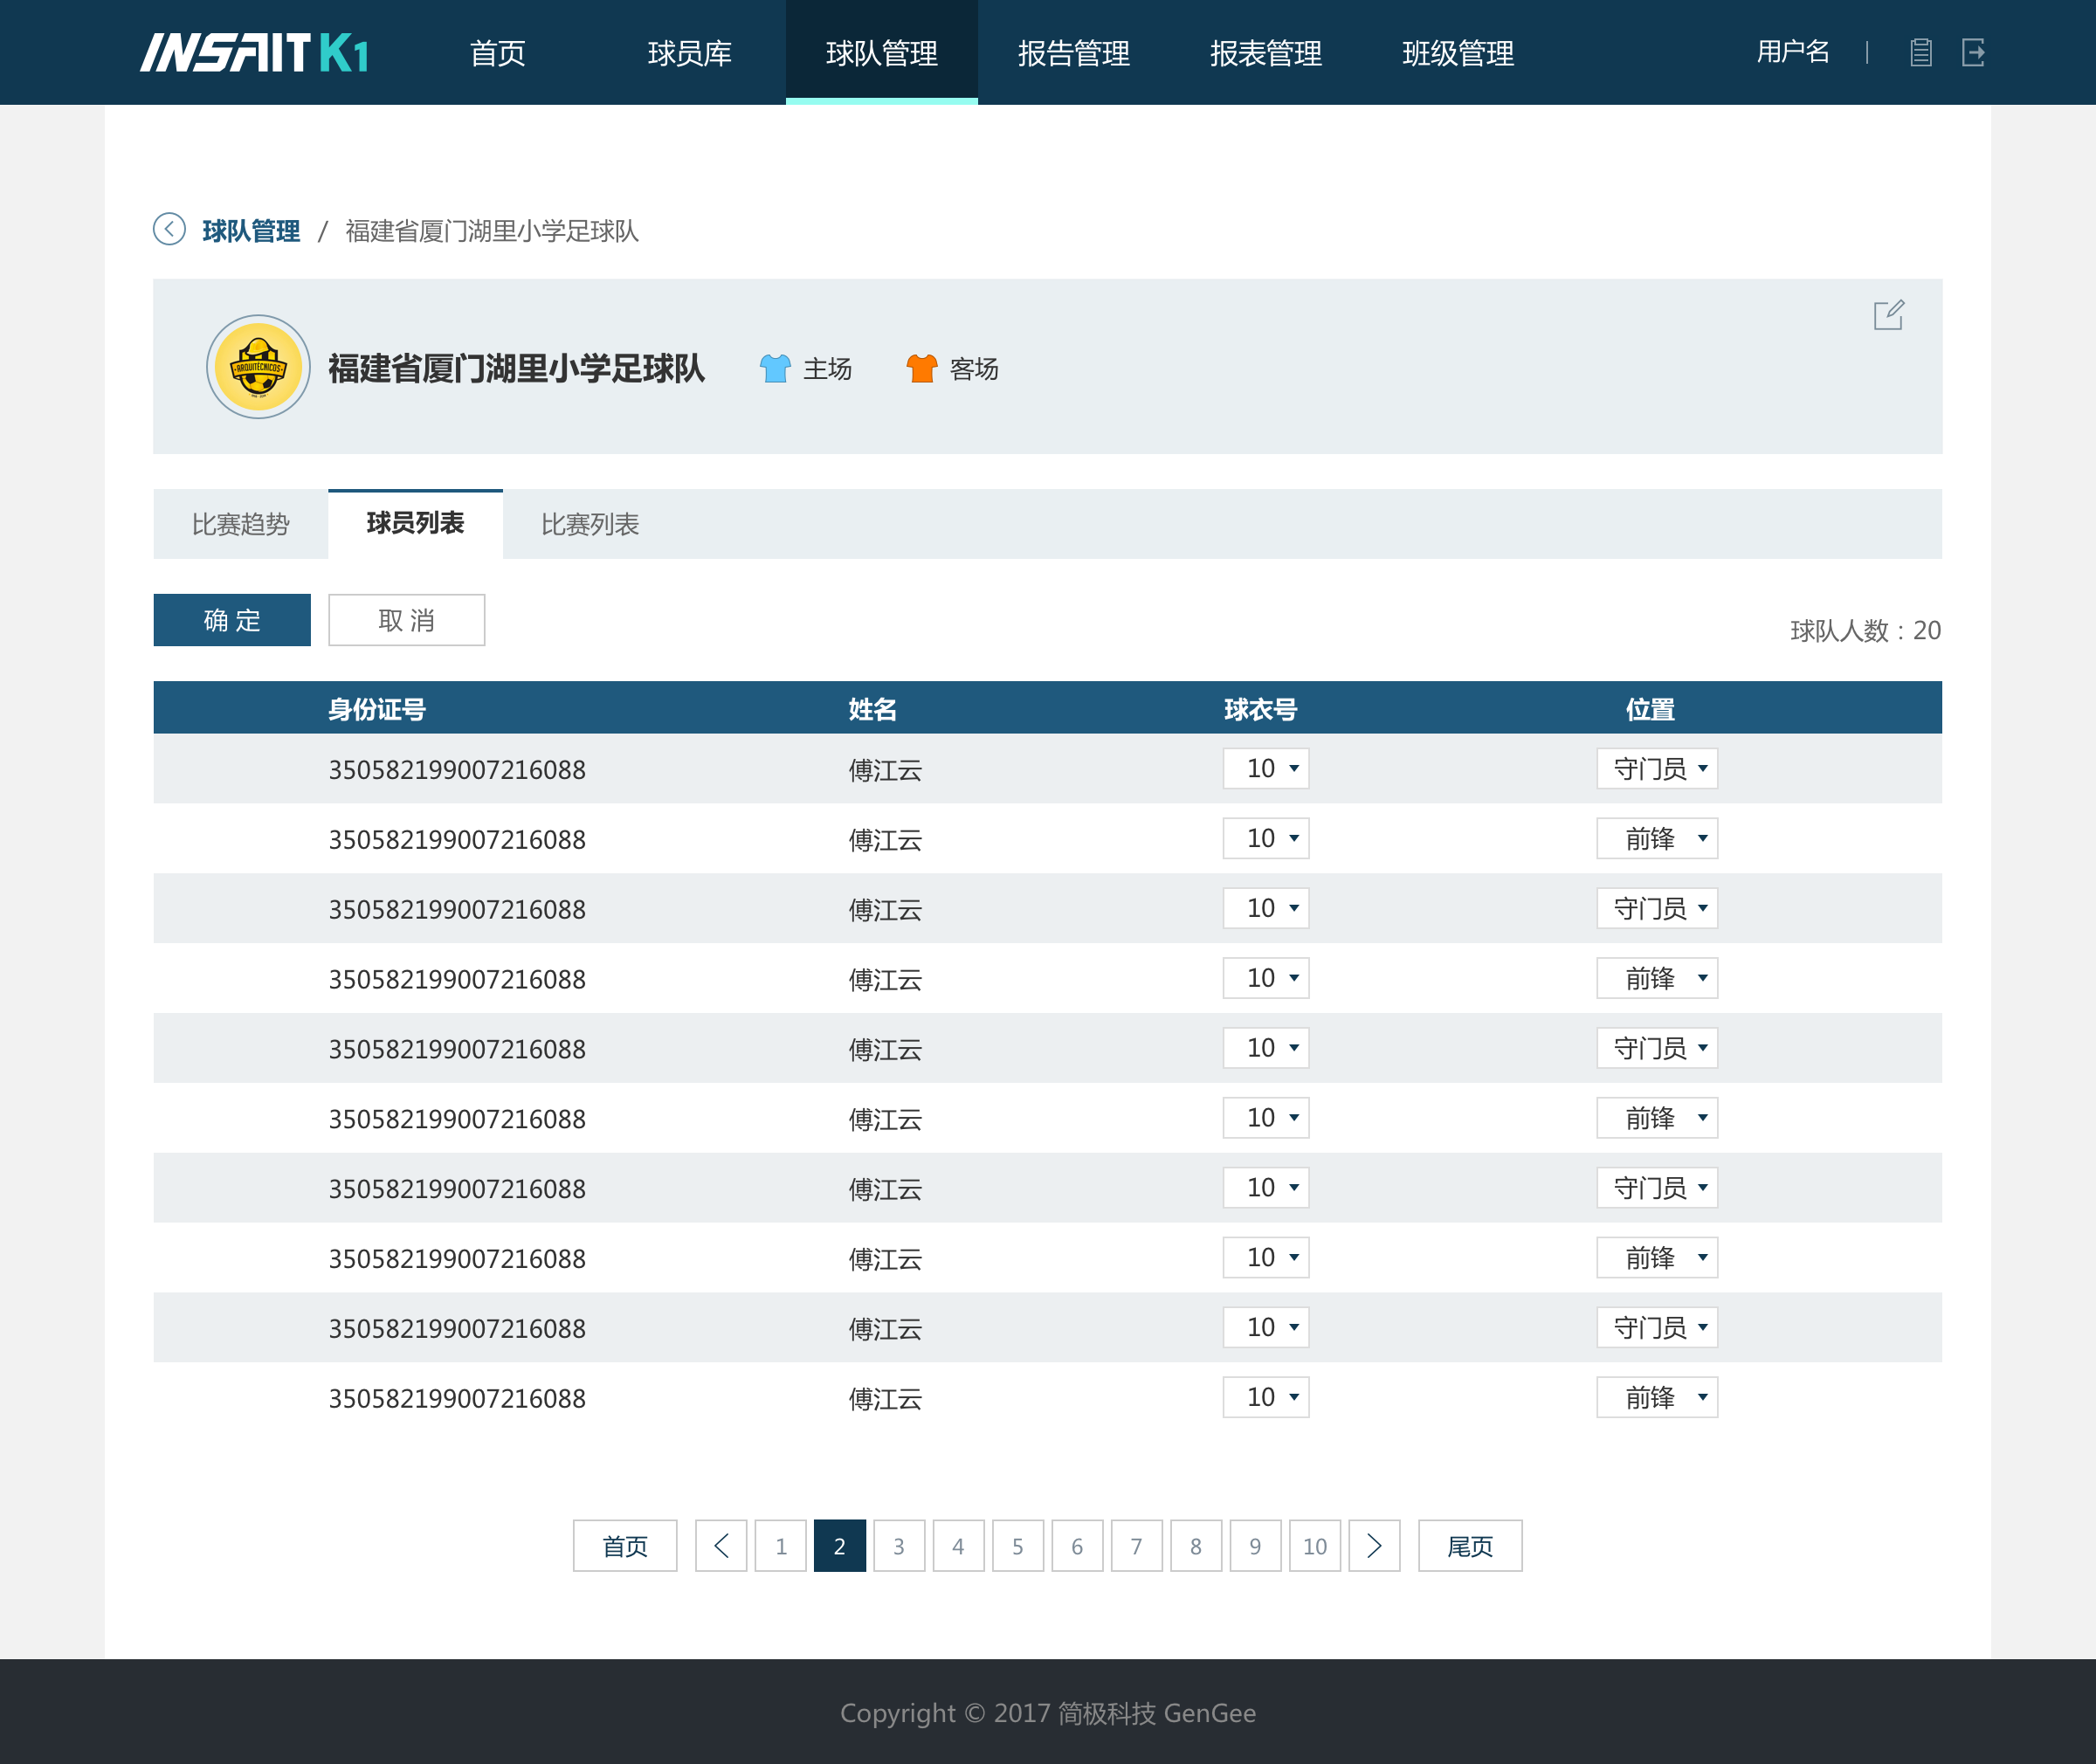 INSAIT K1 首页 球员库 球队管理 报告管理 报表管理 班级管理 用户名 |
球队管理 / 福建省厦门湖里小学足球队
ARQUITECNICOS
福建省厦门湖里小学足球队 主场 客场
比赛趋势 球员列表 比赛列表
确 定 取 消
球队人数：20
身份证号 姓名 球衣号 位置
350582199007216088 傅江云 10 守门员
350582199007216088 傅江云 10 前锋
350582199007216088 傅江云 10 守门员
350582199007216088 傅江云 10 前锋
350582199007216088 傅江云 10 守门员
350582199007216088 傅江云 10 前锋
350582199007216088 傅江云 10 守门员
350582199007216088 傅江云 10 前锋
350582199007216088 傅江云 10 守门员
350582199007216088 傅江云 10 前锋
首页 < 1 2 3 4 5 6 7 8 9 10 > 尾页
Copyright © 2017 简极科技 GenGee